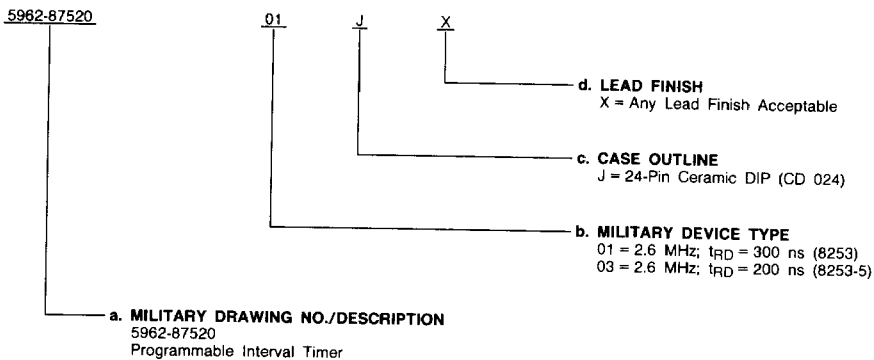 5962-87520 01 J X
d. LEAD FINISH
X = Any Lead Finish Acceptable
c. CASE OUTLINE
J = 24-Pin Ceramic DIP (CD 024)
b. MILITARY DEVICE TYPE
01 = 2.6 MHz; tRD = 300 ns (8253)
03 = 2.6 MHz; tRD = 200 ns (8253-5)
a. MILITARY DRAWING NO./DESCRIPTION
5962-87520
Programmable Interval Timer